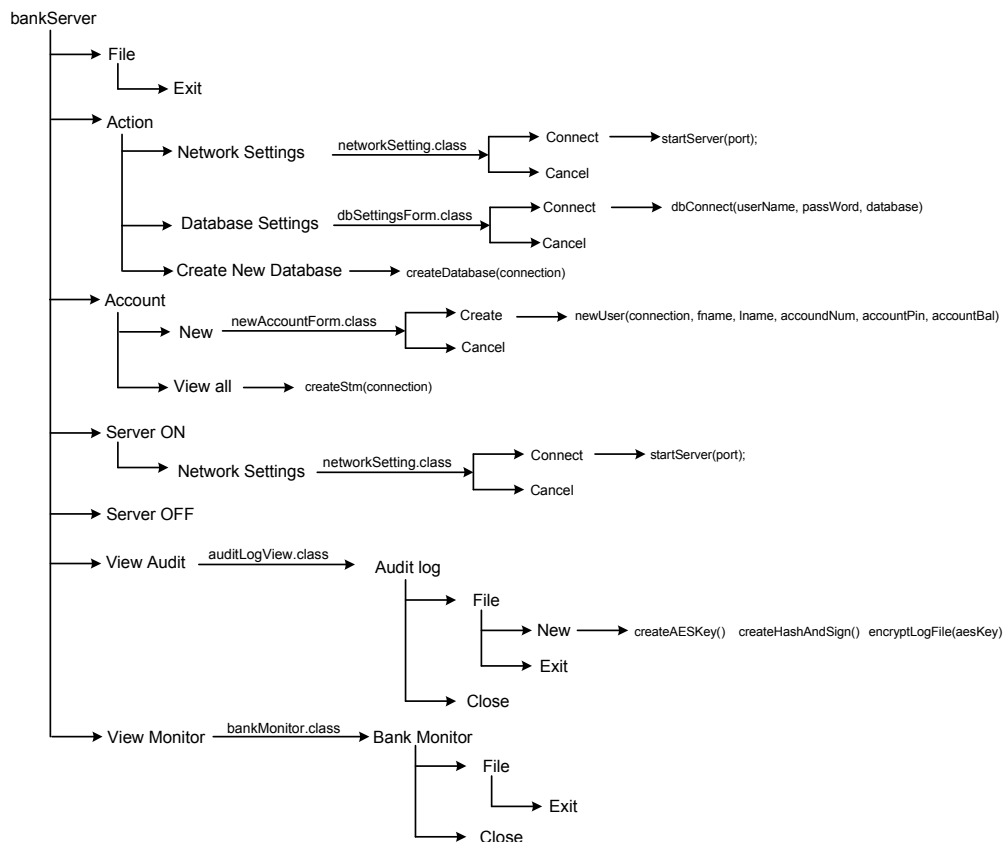 bankServer
File
Exit
Action
Network Settings networkSetting.class Connect startServer(port);
Cancel
Database Settings dbSettingsForm.class Connect dbConnect(userName, passWord, database)
Cancel
Create New Database createDatabase(connection)
Account
New newAccountForm.class Create newUser(connection, fname, lname, accoundNum, accountPin, accountBal)
Cancel
View all createStm(connection)
Server ON
Network Settings networkSetting.class Connect startServer(port);
Cancel
Server OFF
View Audit auditLogView.class Audit log
File
New createAESKey() createHashAndSign() encryptLogFile(aesKey)
Exit
Close
View Monitor bankMonitor.class Bank Monitor
File
Exit
Close